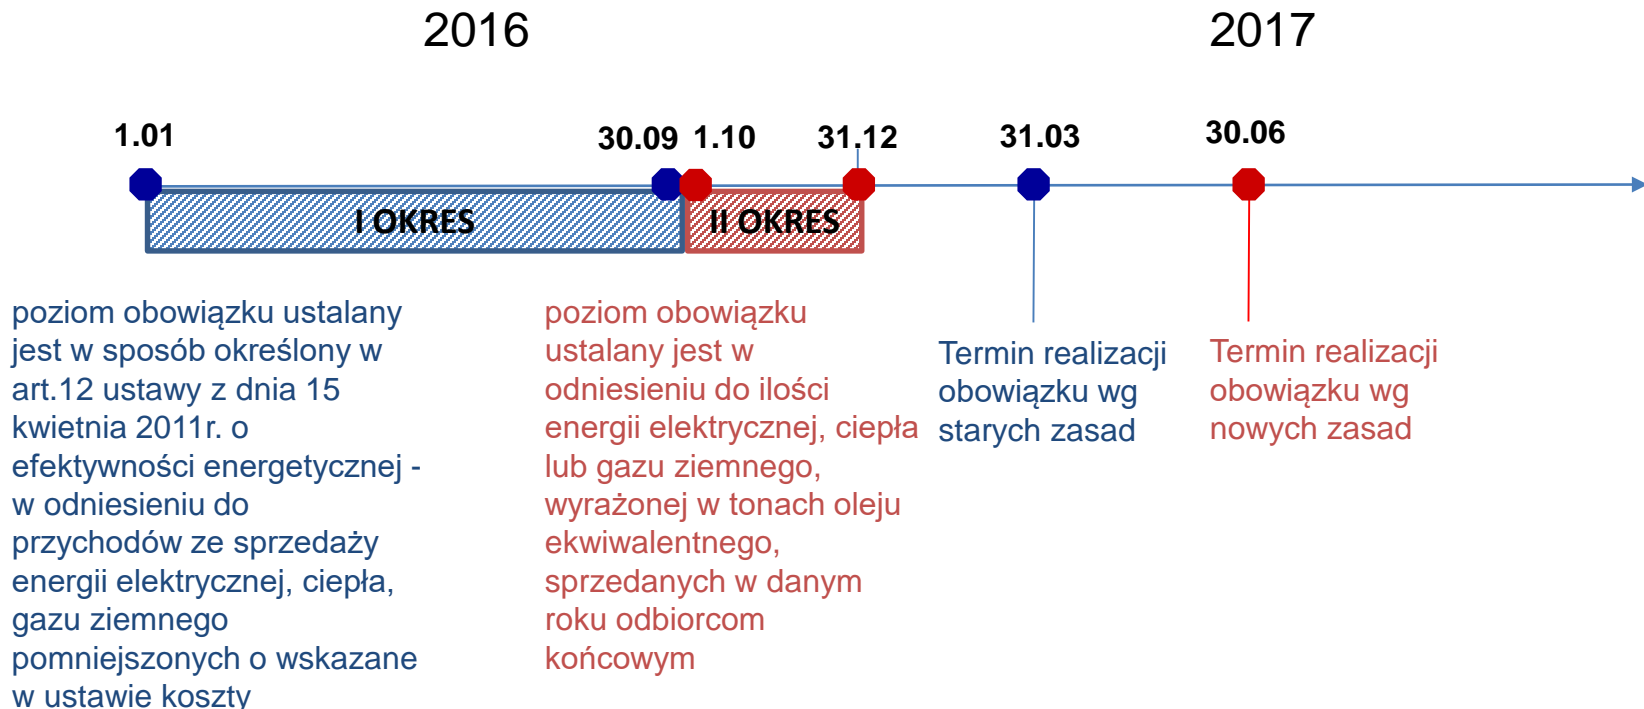 2016
2017
1.01
30.09
1.10
31.12
31.03
30.06
I OKRES
II OKRES
poziom obowiązku ustalany
jest w sposób określony w
art.12 ustawy z dnia 15
kwietnia 2011r. o
efektywności energetycznej -
w odniesieniu do
przychodów ze sprzedaży
energii elektrycznej, ciepła,
gazu ziemnego
pomniejszonych o wskazane
w ustawie koszty
poziom obowiązku
ustalany jest w
odniesieniu do ilości
energii elektrycznej, ciepła
lub gazu ziemnego,
wyrażonej w tonach oleju
ekwiwalentnego,
sprzedanych w danym
roku odbiorcom
końcowym
Termin realizacji
obowiązku wg
starych zasad
Termin realizacji
obowiązku wg
nowych zasad